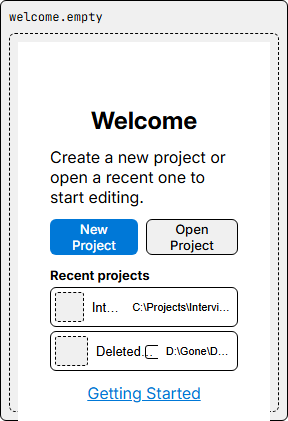 welcome.empty
Welcome
Create a new project or
open a recent one to
start editing.
New
Project
Open
Project
Recent projects
Int... C:\Projects\Intervi...
Deleted... D:\Gone\D...
Getting Started